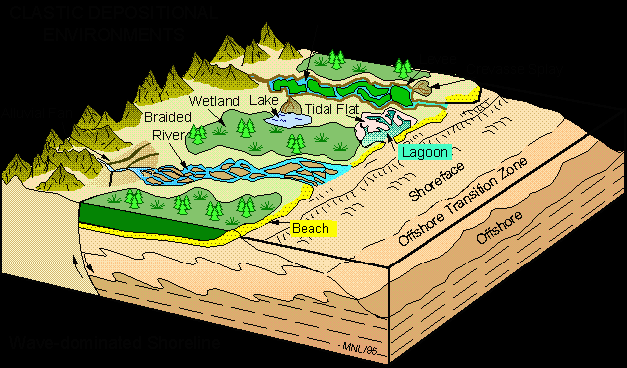 CLASTIC DEPOSITIONAL
ENVIRONMENTS
Wetland
Lake
Tidal Flat
Braided
River
Lagoon
Shoreface
Offshore Transition Zone
Offshore
Beach
Wave-dominated Shoreline
- MNL/95